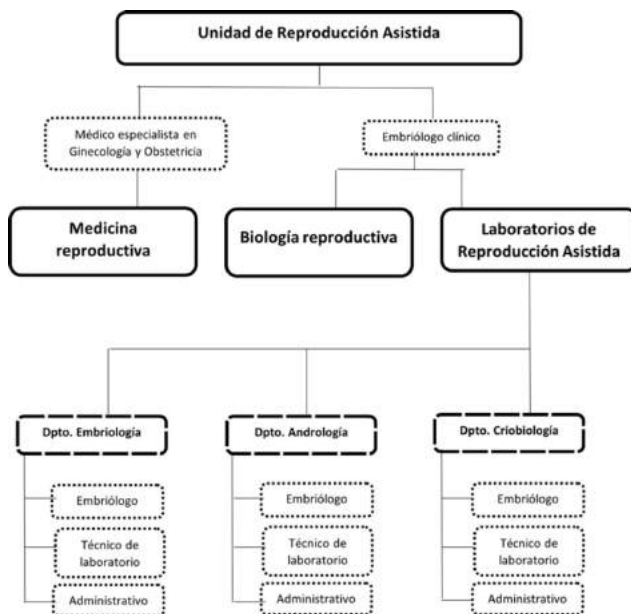 Unidad de Reproducción Asistida
Médico especialista en
Ginecología y Obstetricia
Embriólogo clínico
Medicina
reproductiva
Biología reproductiva
Laboratorios de
Reproducción Asistida
Dpto. Embriología
Dpto. Andrología
Dpto. Criobiología
Embriólogo
Embriólogo
Embriólogo
Técnico de
laboratorio
Técnico de
laboratorio
Técnico de
laboratorio
Administrativo
Administrativo
Administrativo